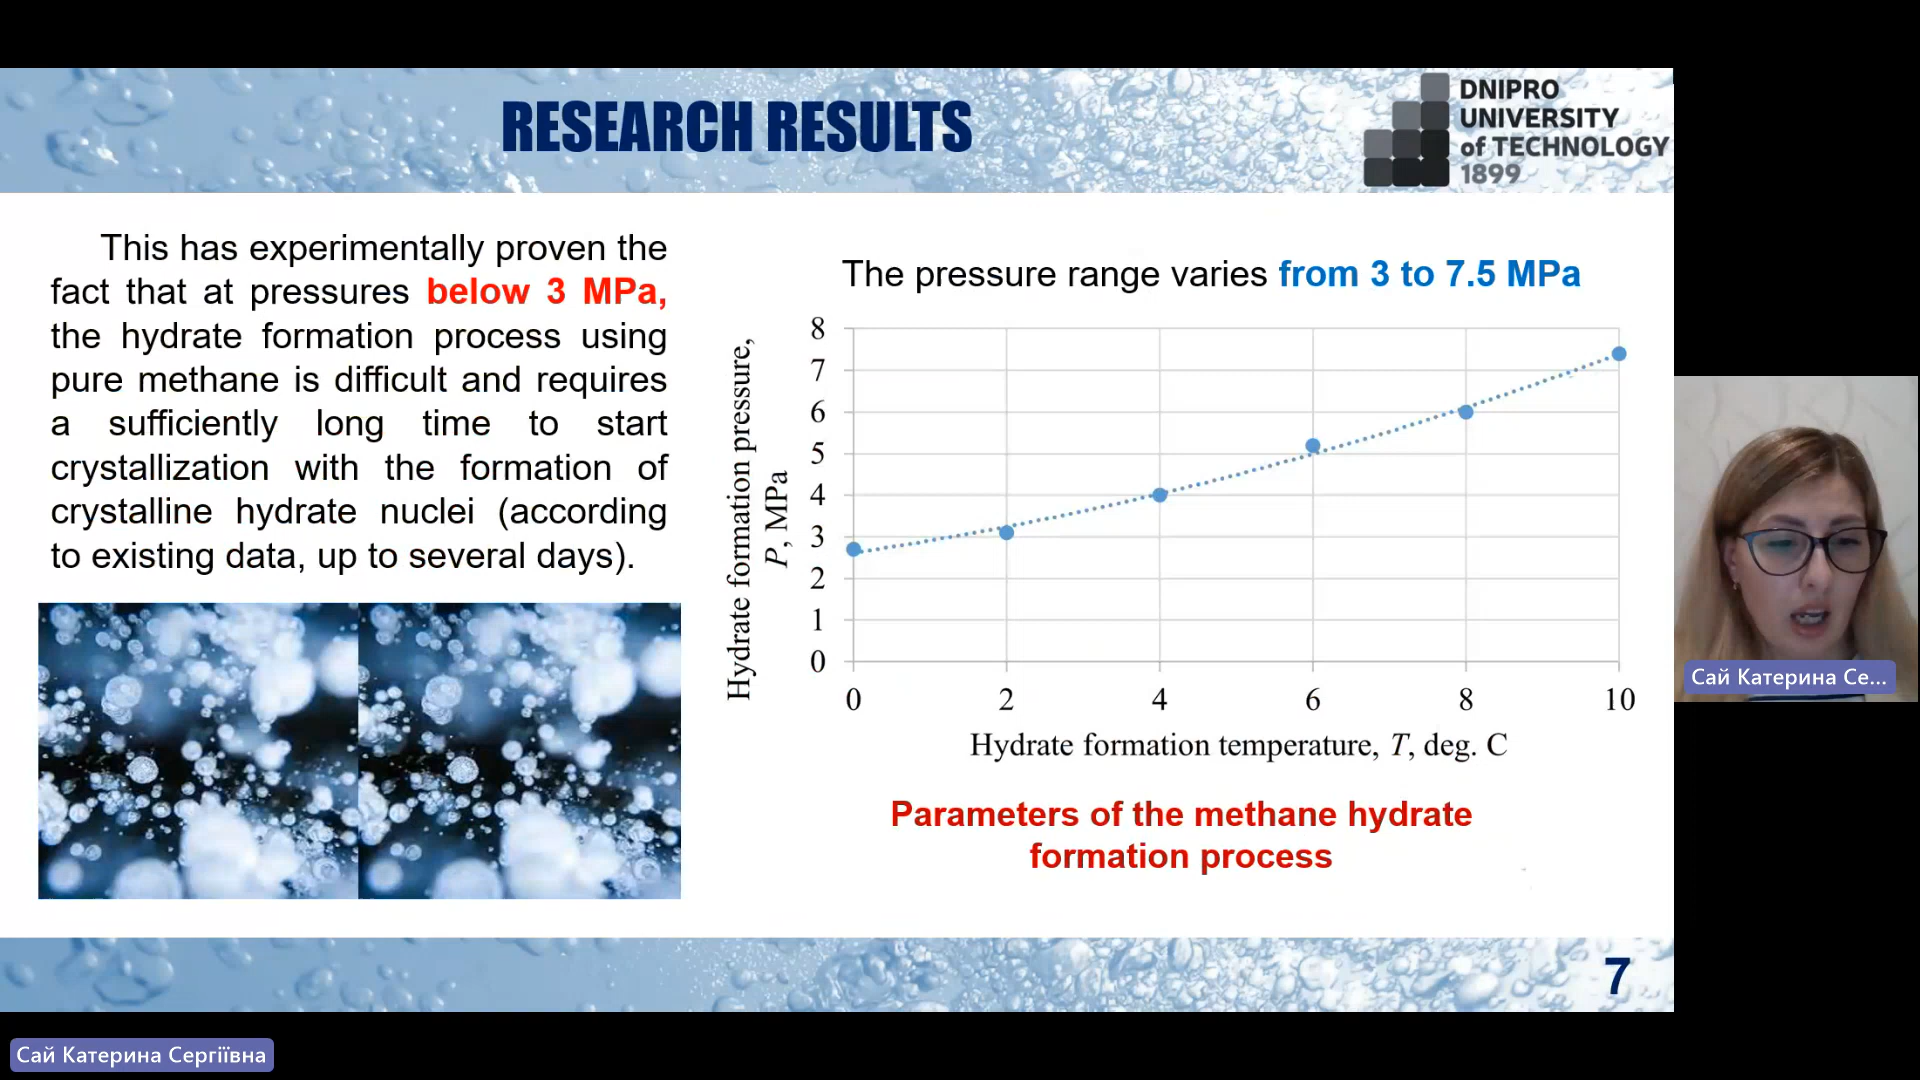 RESEARCH RESULTS
DNIPRO
UNIVERSITY
of TECHNOLOGY
1899
This has experimentally proven the
fact that at pressures below 3 MPa,
the hydrate formation process using
pure methane is difficult and requires
a sufficiently long time to start
crystallization with the formation of
crystalline hydrate nuclei (according
to existing data, up to several days).
The pressure range varies from 3 to 7.5 MPa
Hydrate formation pressure,
P, MPa
8
7
6
5
4
3
2
1
0
0 2 4 6 8 10
Hydrate formation temperature, T, deg. C
Parameters of the methane hydrate
formation process
7
Сай Катерина Се...
Сай Катерина Сергіївна